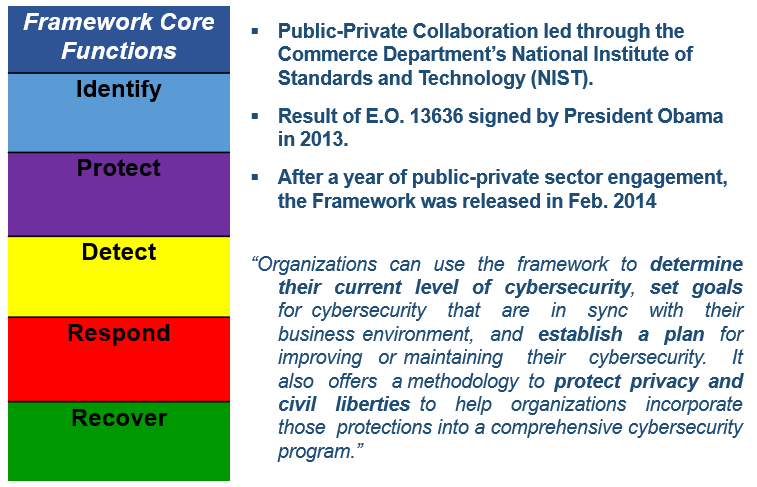 Framework Core
Functions
Identify
Protect
Detect
Respond
Recover
▪ Public-Private Collaboration led through the
Commerce Department’s National Institute of
Standards and Technology (NIST).
▪ Result of E.O. 13636 signed by President Obama
in 2013.
▪ After a year of public-private sector engagement,
the Framework was released in Feb. 2014
“Organizations can use the framework to determine
their current level of cybersecurity, set goals
for cybersecurity that are in sync with their
business environment, and establish a plan for
improving or maintaining their cybersecurity. It
also offers a methodology to protect privacy and
civil liberties to help organizations incorporate
those protections into a comprehensive cybersecurity
program.”